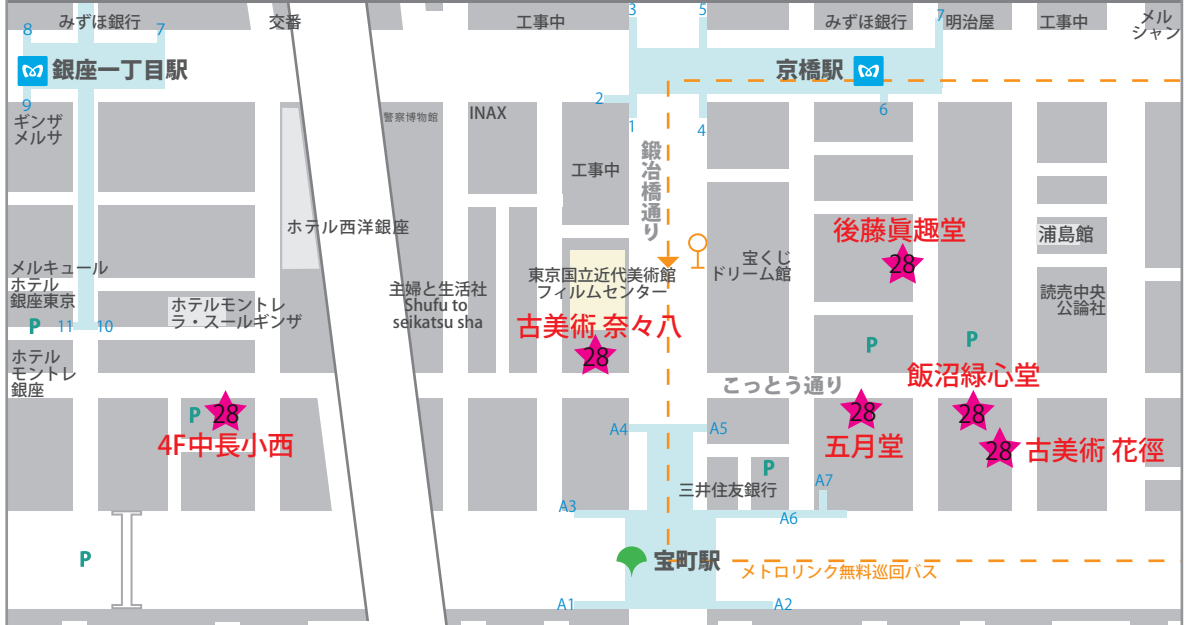 3
5
7
8
みずほ銀行
7
交番
工事中
みずほ銀行
明治屋
工事中
メル
シャン
銀座一丁目駅
京橋駅
9
2
1
4
6
ギンザ
メルサ
警察博物館
INAX
工事中
鍛冶橋通り
ホテル西洋銀座
後藤眞趣堂
28
浦島館
宝くじ
ドリーム館
メルキュール
ホテル
銀座東京
ホテルモントレ
ラ・スールギンザ
主婦と生活社
Shufu to
seikatsu sha
東京国立近代美術館
フィルムセンター
読売中央
公論社
P
11
10
古美術 奈々八
28
P
P
ホテル
モントレ
銀座
こっとう通り
飯沼緑心堂
28
P
28
4F中長小西
28
五月堂
28
古美術 花徑
A4
A5
P
三井住友銀行
A7
A3
A6
P
宝町駅
メトロリンク無料巡回バス
A1
A2